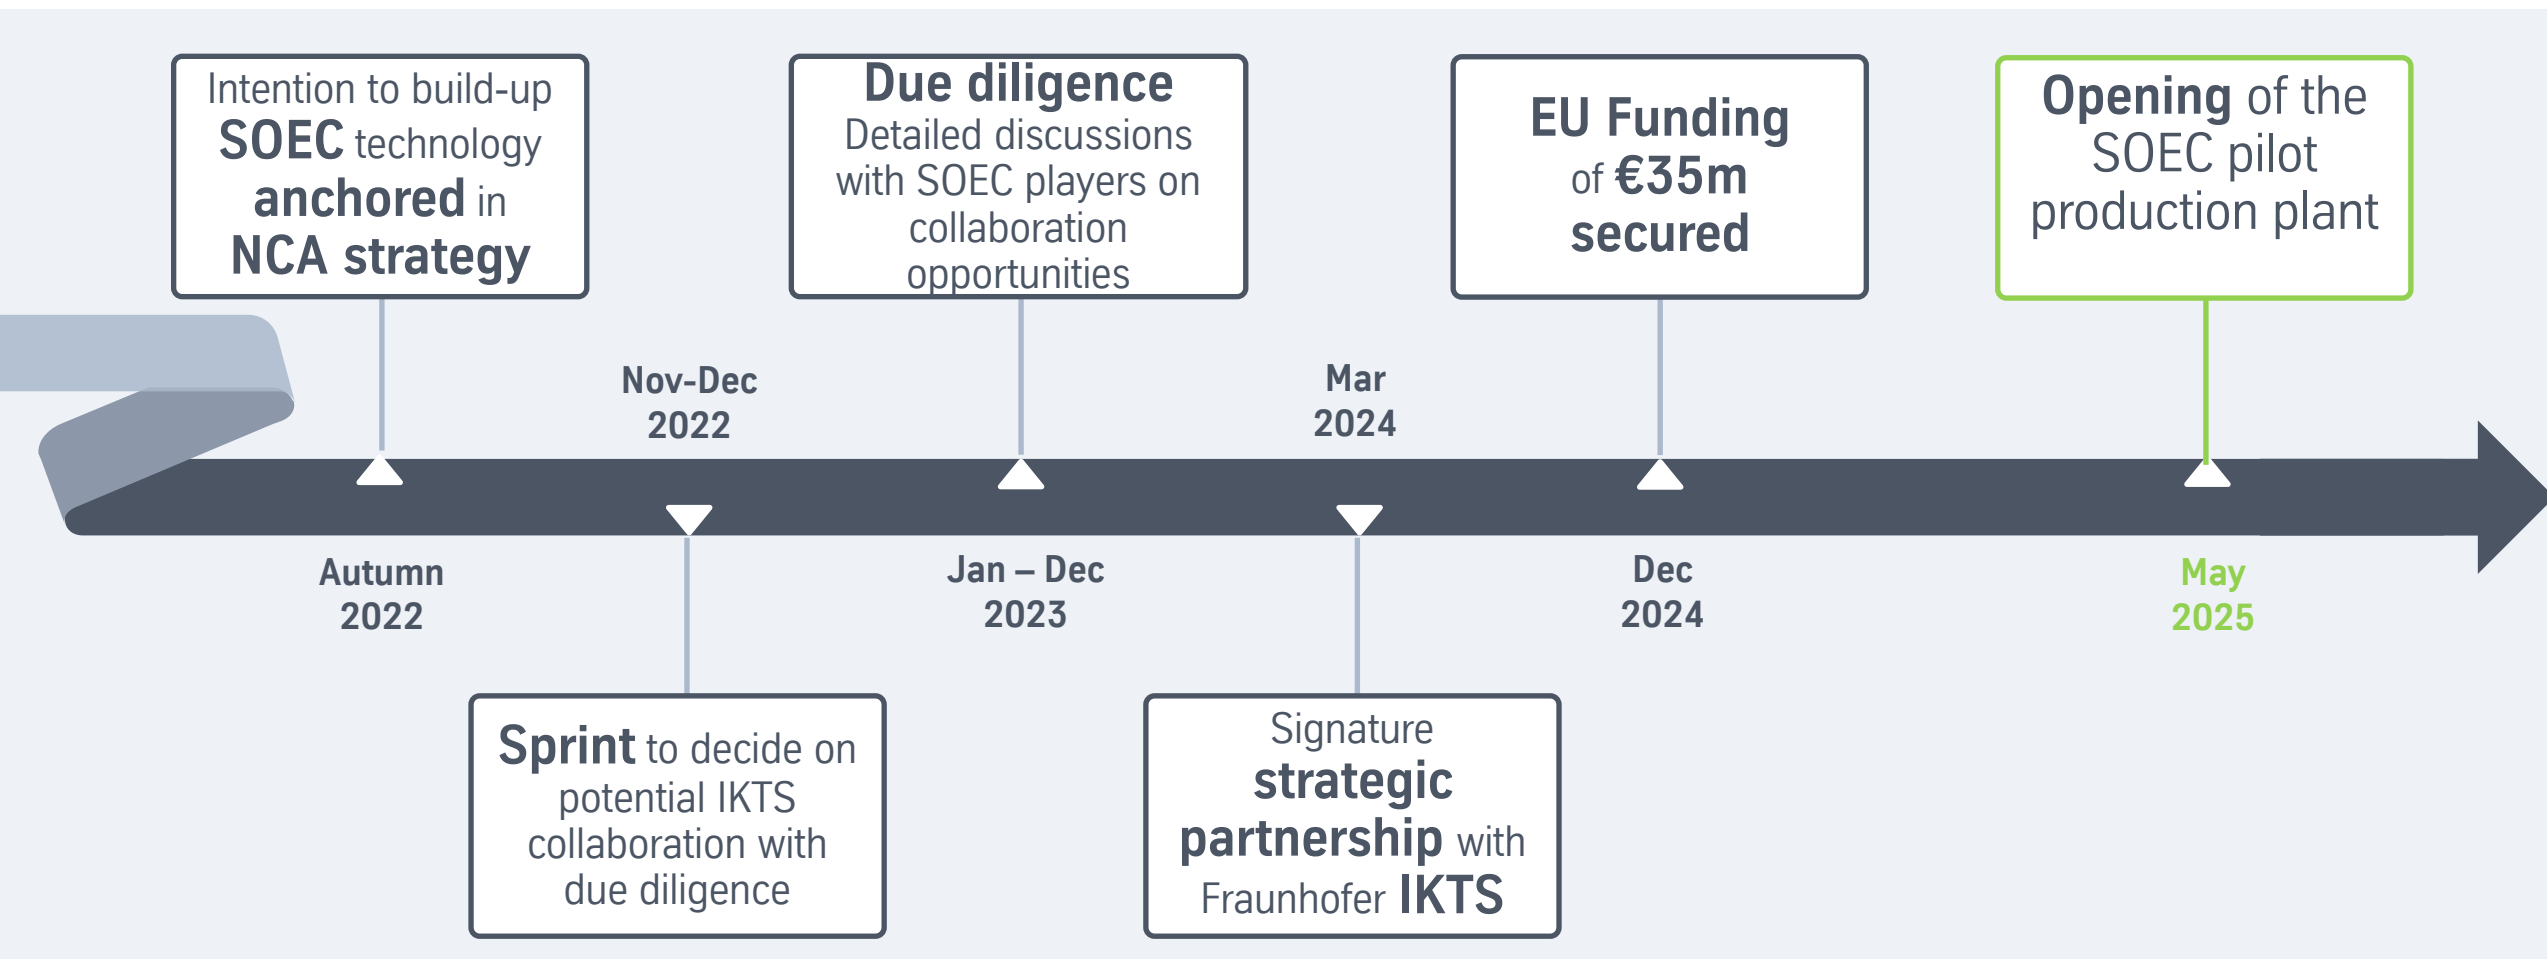 Intention to build-up
SOEC technology
anchored in
NCA strategy
Due diligence
Detailed discussions
with SOEC players on
collaboration
opportunities
EU Funding
of €35m
secured
Opening of the
SOEC pilot
production plant
Nov-Dec
2022
Mar
2024
Autumn
2022
Jan – Dec
2023
Dec
2024
May
2025
Sprint to decide on
potential IKTS
collaboration with
due diligence
Signature
strategic
partnership with
Fraunhofer IKTS